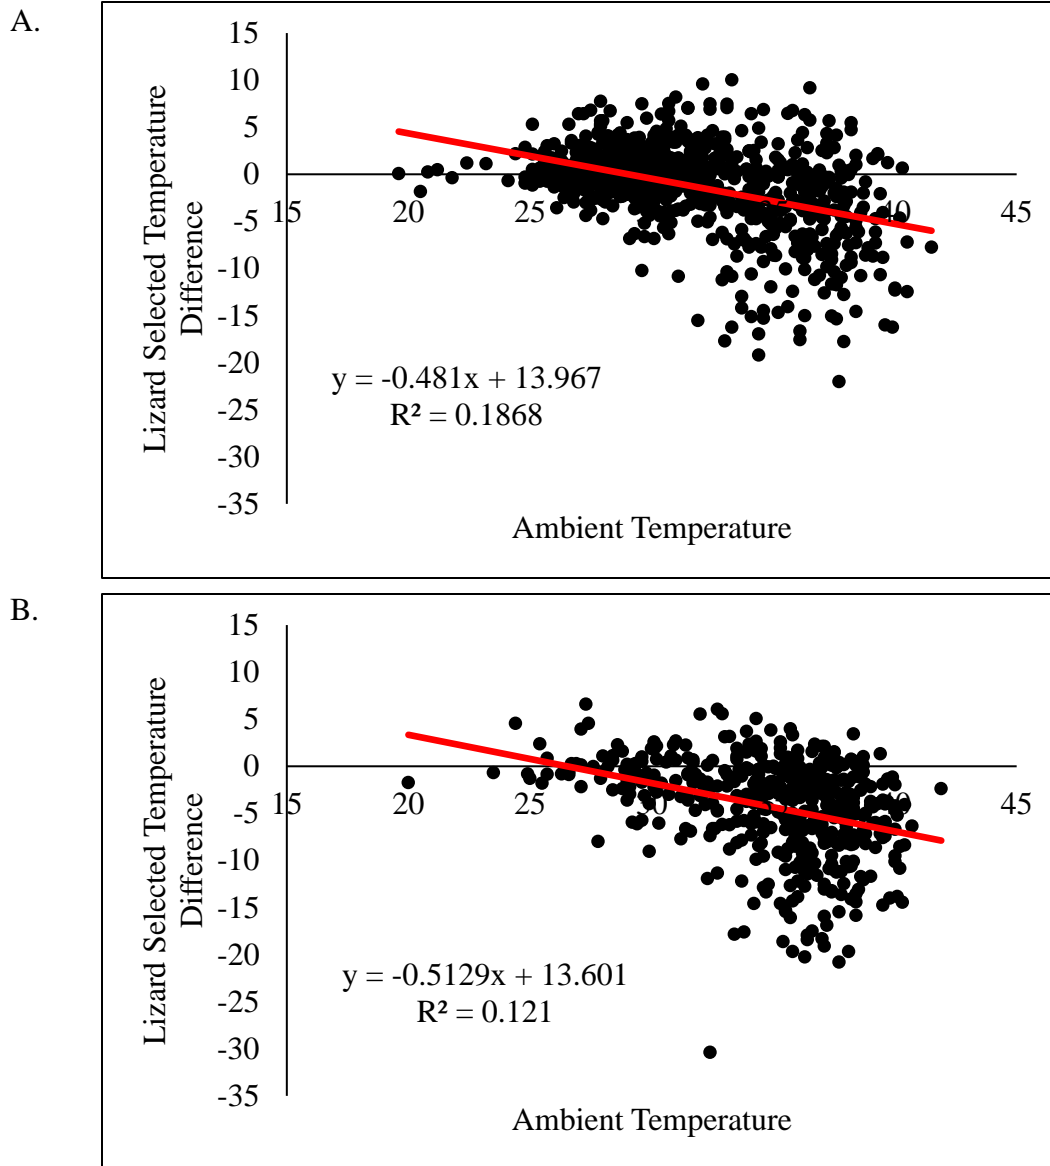 A.
15
10
5
0
-5
-10
-15
-20
-25
-30
-35
15
20
25
40
45
Lizard Selected Temperature
Difference
y = -0.481x + 13.967
R² = 0.1868
Ambient Temperature
B.
15
10
5
0
-5
-10
-15
-20
-25
-30
-35
15
20
25
45
Lizard Selected Temperature
Difference
y = -0.5129x + 13.601
R² = 0.121
Ambient Temperature